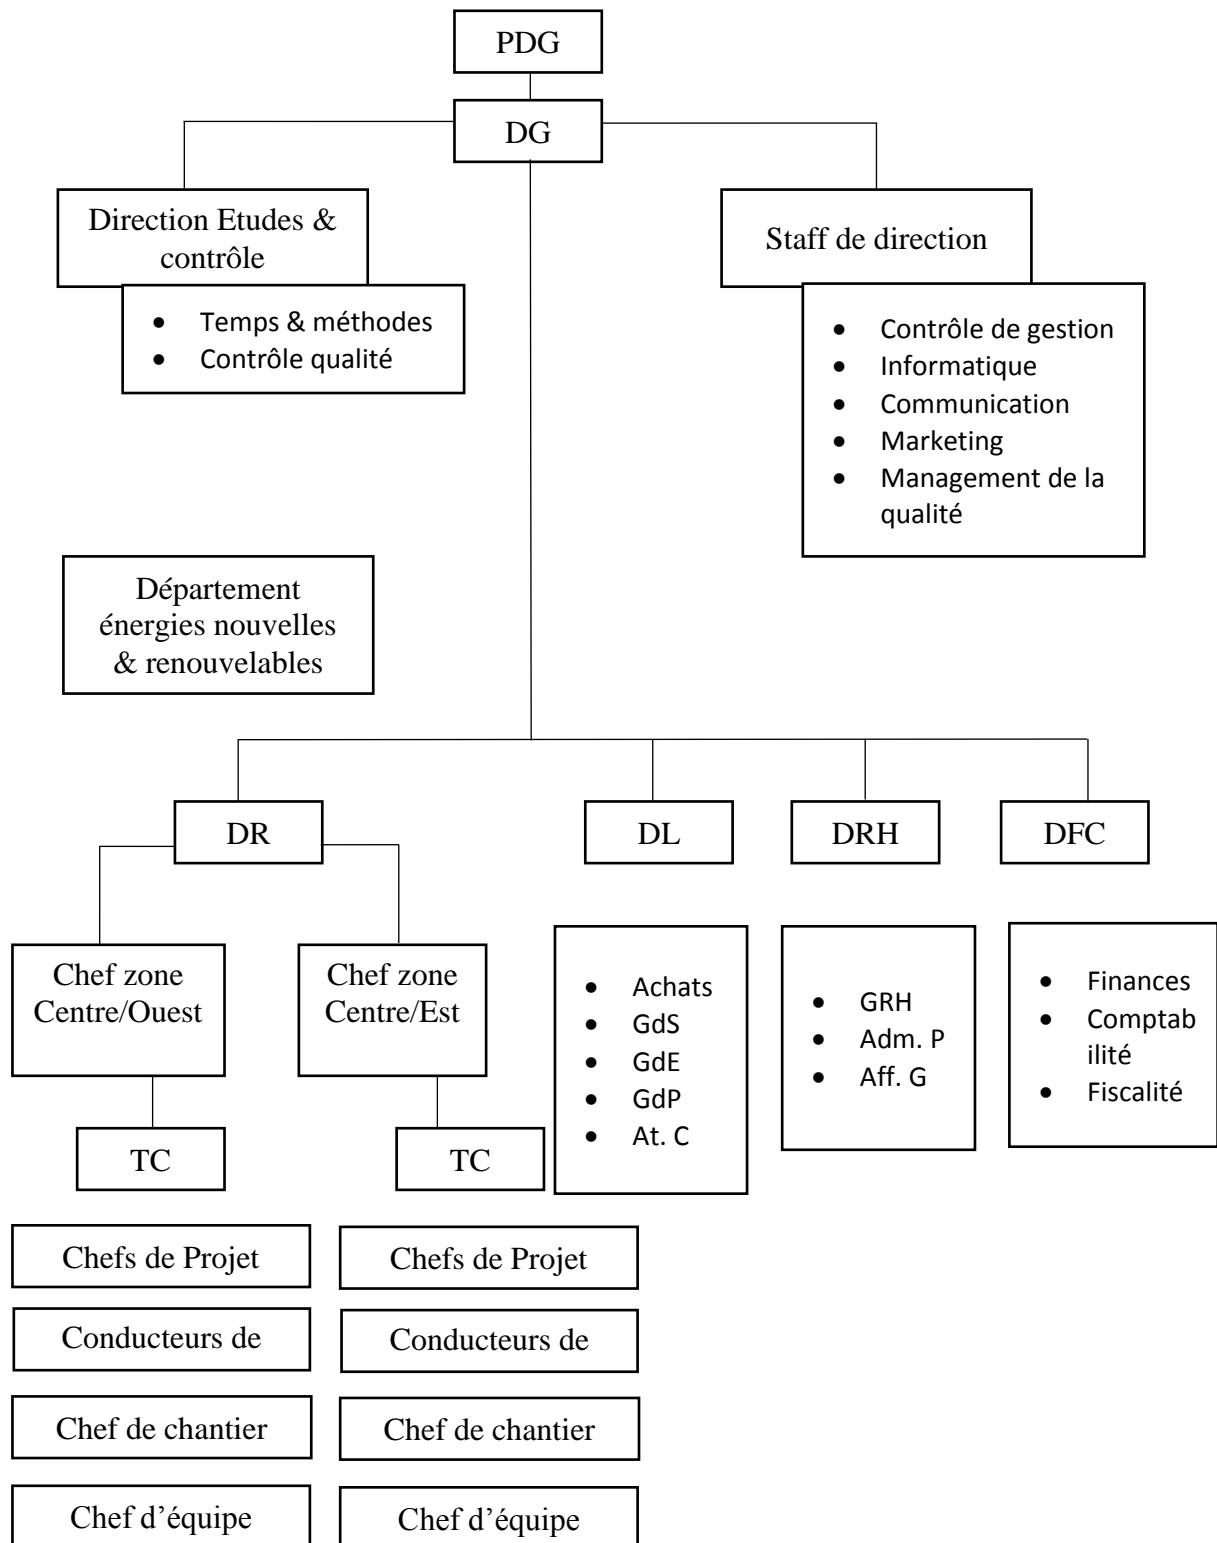 PDG
DG
Direction Etudes &
contrôle
• Temps & méthodes
• Contrôle qualité
Staff de direction
• Contrôle de gestion
• Informatique
• Communication
• Marketing
• Management de la
qualité
Département
énergies nouvelles
& renouvelables
DR
DL
DRH
DFC
Chef zone
Centre/Ouest
Chef zone
Centre/Est
• Achats
• GdS
• GdE
• GdP
• At. C
• GRH
• Adm. P
• Aff. G
• Finances
• Comptab
ilité
• Fiscalité
TC
TC
Chefs de Projet
Chefs de Projet
Conducteurs de
Conducteurs de
Chef de chantier
Chef de chantier
Chef d’équipe
Chef d’équipe